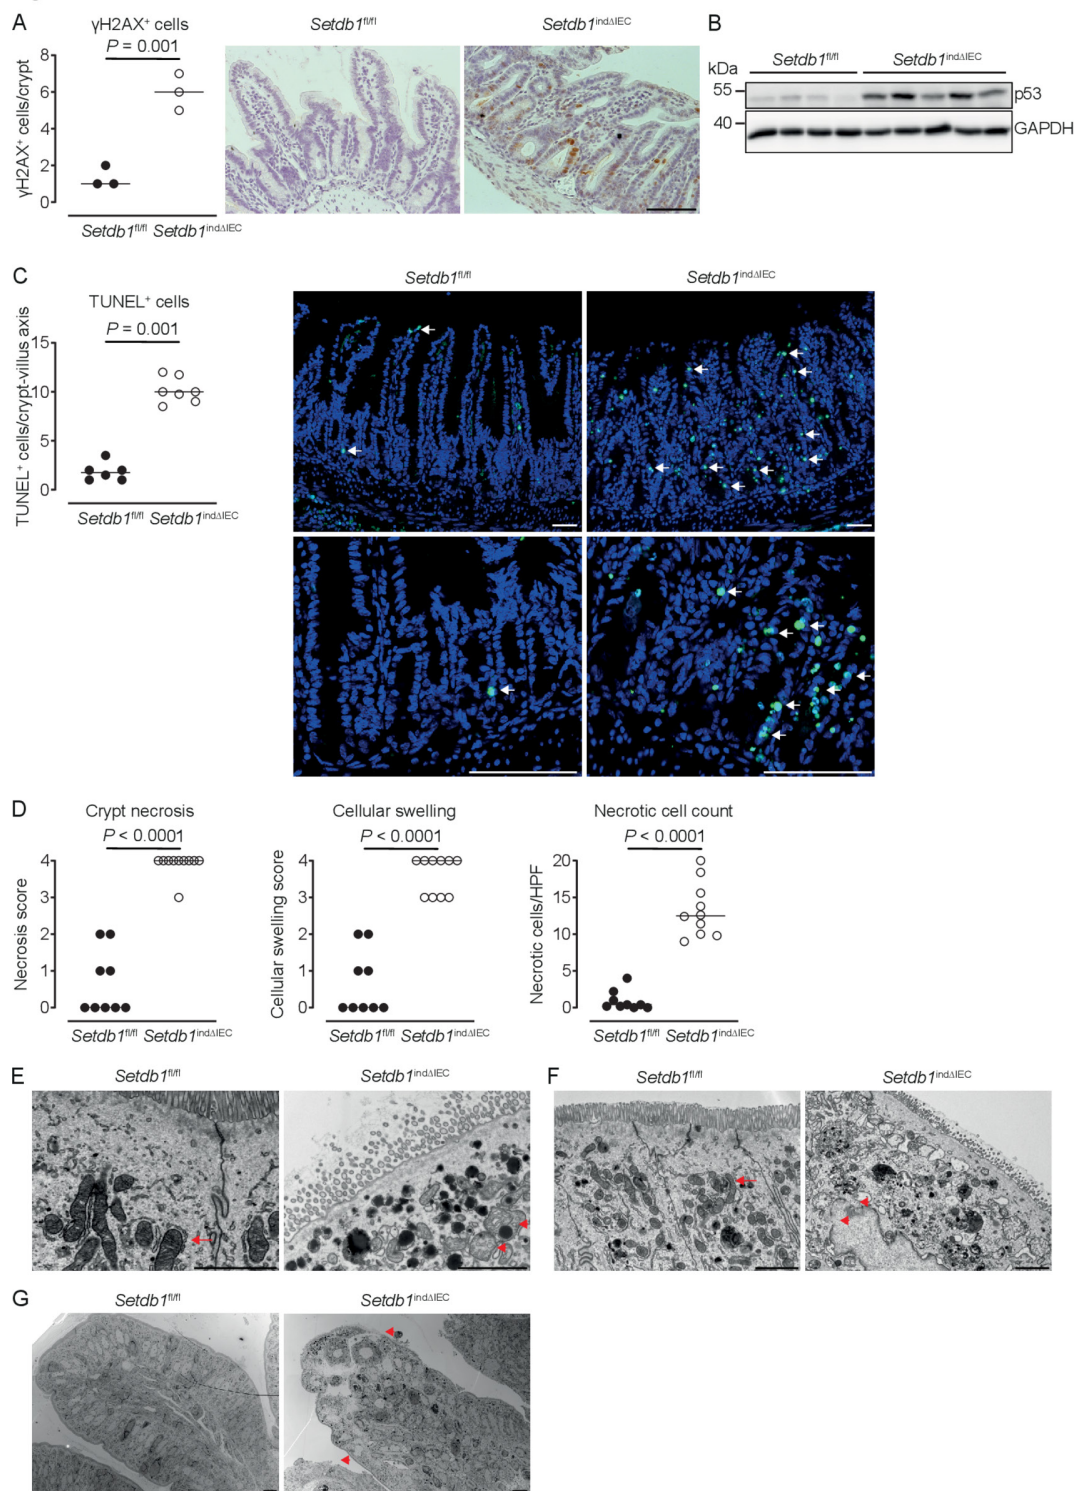 A
γH2AX⁺ cells
P = 0.001
γH2AX⁺ cells/crypt
8
6
4
2
0
Setdb1fl/fl Setdb1indΔIEC
Setdb1fl/fl
Setdb1indΔIEC
B
kDa
Setdb1fl/fl
Setdb1indΔIEC
55
p53
40
GAPDH
C
TUNEL⁺ cells
P = 0.001
TUNEL⁺ cells/crypt-villus axis
15
10
5
0
Setdb1fl/fl Setdb1indΔIEC
Setdb1fl/fl
Setdb1indΔIEC
D
Crypt necrosis
P < 0.0001
Necrosis score
4
3
2
1
0
Setdb1fl/fl Setdb1indΔIEC
Cellular swelling
P < 0.0001
Cellular swelling score
4
3
2
1
0
Setdb1fl/fl Setdb1indΔIEC
Necrotic cell count
P < 0.0001
Necrotic cells/HPF
20
15
10
5
0
Setdb1fl/fl Setdb1indΔIEC
E
Setdb1fl/fl
Setdb1indΔIEC
F
Setdb1fl/fl
Setdb1indΔIEC
G
Setdb1fl/fl
Setdb1indΔIEC